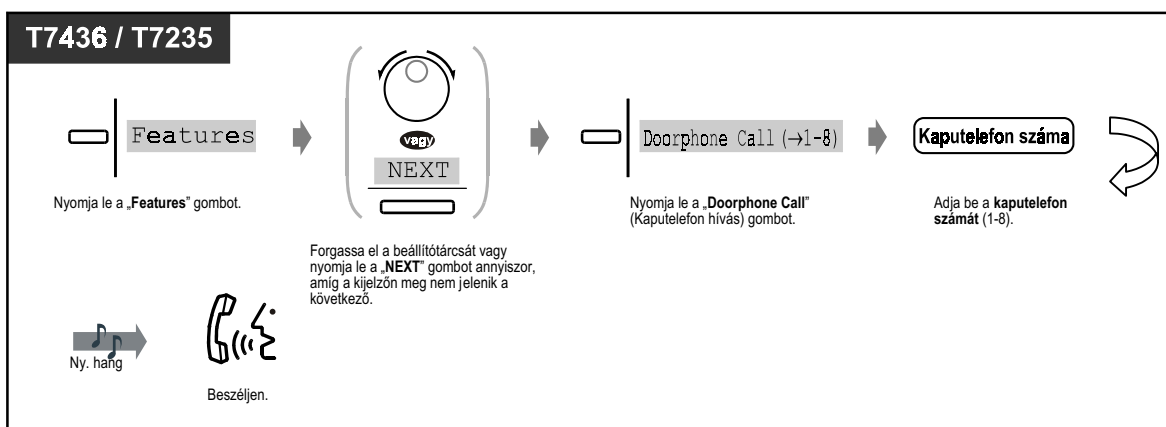 T7436 / T7235
Features
vagy
NEXT
Doorphone Call (→1-8)
Kaputelefon száma
Nyomja le a „Features” gombot.
Forgassa el a beállítótárcsát vagy
nyomja le a „NEXT” gombot annyiszor,
amíg a kijelzőn meg nem jelenik a
következő.
Nyomja le a „Doorphone Call”
(Kaputelefon hívás) gombot.
Adja be a kaputelefon
számát (1-8).
Ny. hang
Beszéljen.